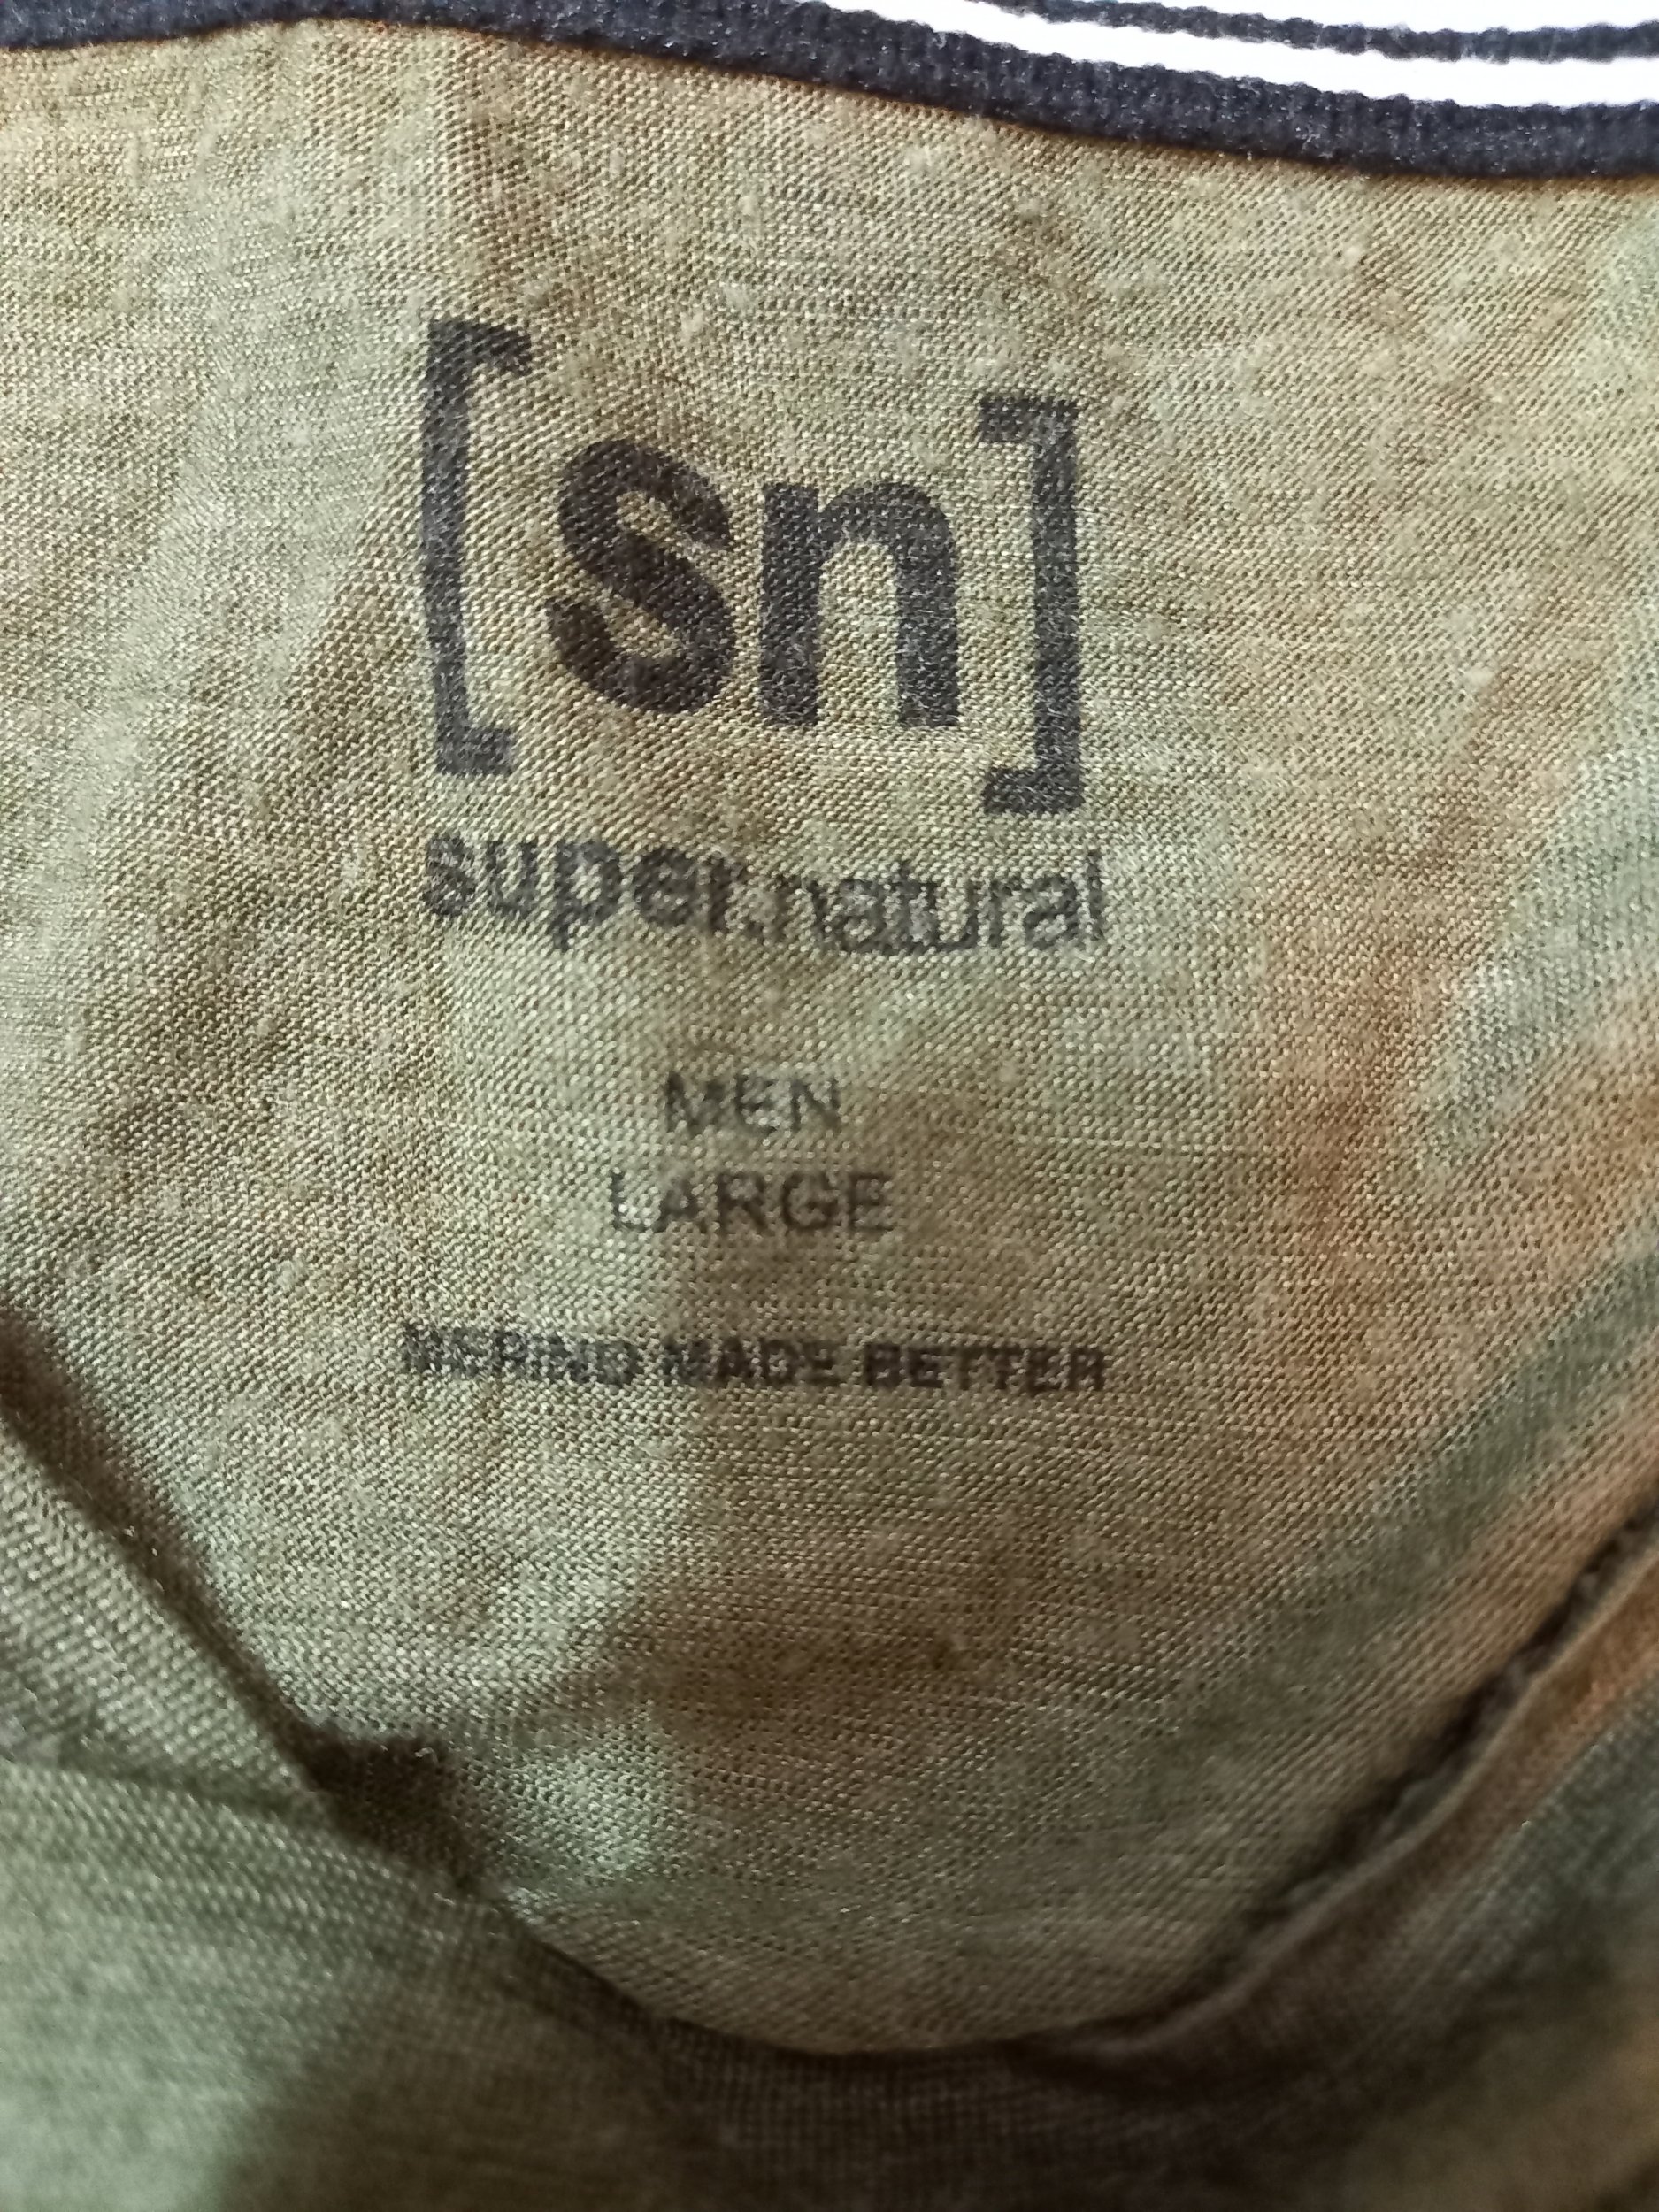 [sn]
super.natural
MEN
LARGE
MERINO MADE BETTER